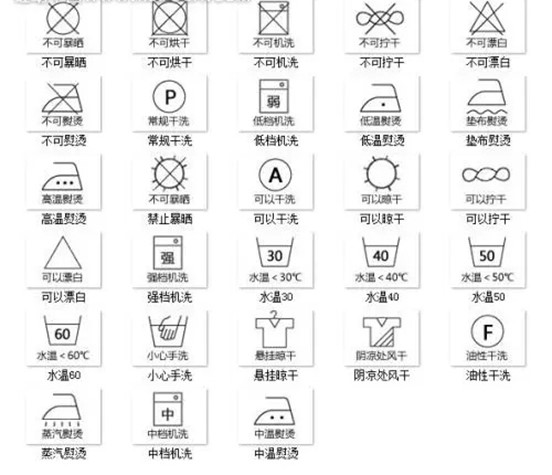 不可暴晒 不可烘干 不可机洗 不可拧干 不可漂白
不可暴晒 不可烘干 不可机洗 不可拧干 不可漂白
P 弱
不可熨烫 常规干洗 低档机洗 低温熨烫 垫布熨烫
不可熨烫 常规干洗 低档机洗 低温熨烫 垫布熨烫
A
高温熨烫 不可暴晒 可以干洗 可以晾干 可以拧干
高温熨烫 禁止暴晒 可以干洗 可以晾干 可以拧干
强 30 40 50
可以漂白 强档机洗 水温<30℃ 水温<40℃ 水温<50℃
可以漂白 强档机洗 水温30 水温40 水温50
60 F
水温<60℃ 小心手洗 悬挂晾干 阴凉处风干 油性干洗
水温60 小心手洗 悬挂晾干 阴凉处风干 油性干洗
中
蒸汽熨烫 中档机洗 中温熨烫
蒸汽熨烫 中档机洗 中温熨烫